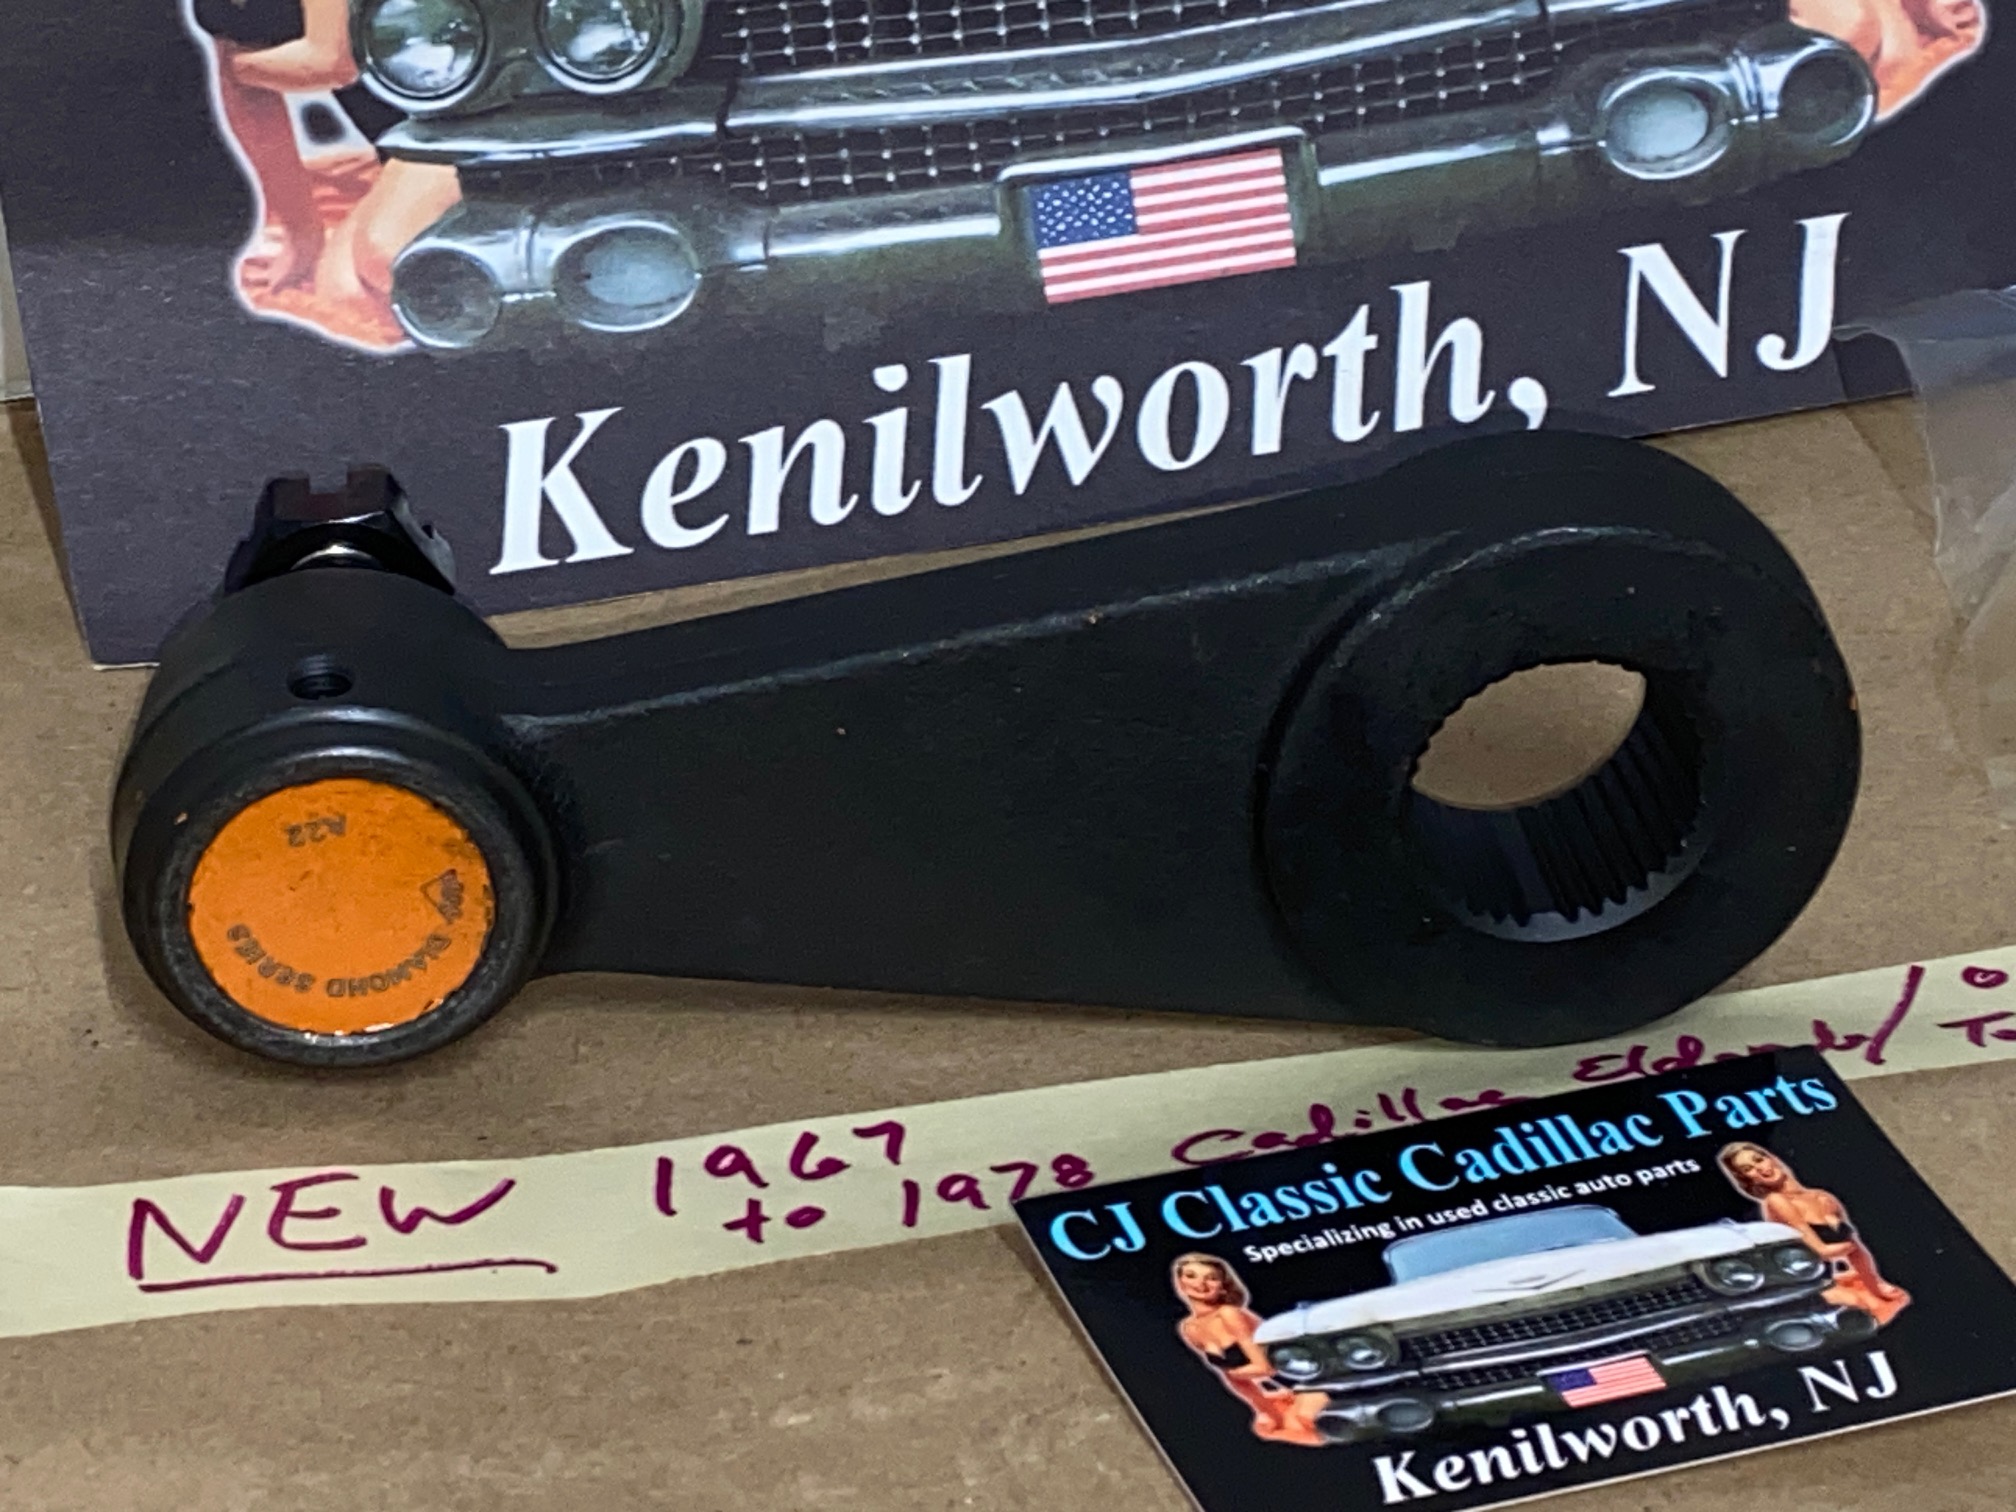 Kenilworth, NJ
A22
DIAMOND SERIES
NEW 1967
to 1978 Cadillac
CJ Classic Cadillac Parts
Specializing in used classic auto parts
Kenilworth, NJ